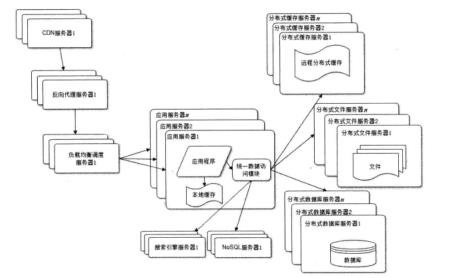 CDN服务器1
反向代理服务器1
负载均衡调度
服务器1
应用服务器N
应用服务器2
应用服务器1
应用程序
本地缓存
统一数据访
问模块
分布式缓存服务器N
分布式缓存服务器2
分布式缓存服务器1
远程分布式缓存
分布式文件服务器N
分布式文件服务器2
分布式文件服务器1
文件
分布式数据库服务器N
分布式数据库服务器2
分布式数据库服务器1
数据库
搜索引擎服务器1
NoSQL服务器1